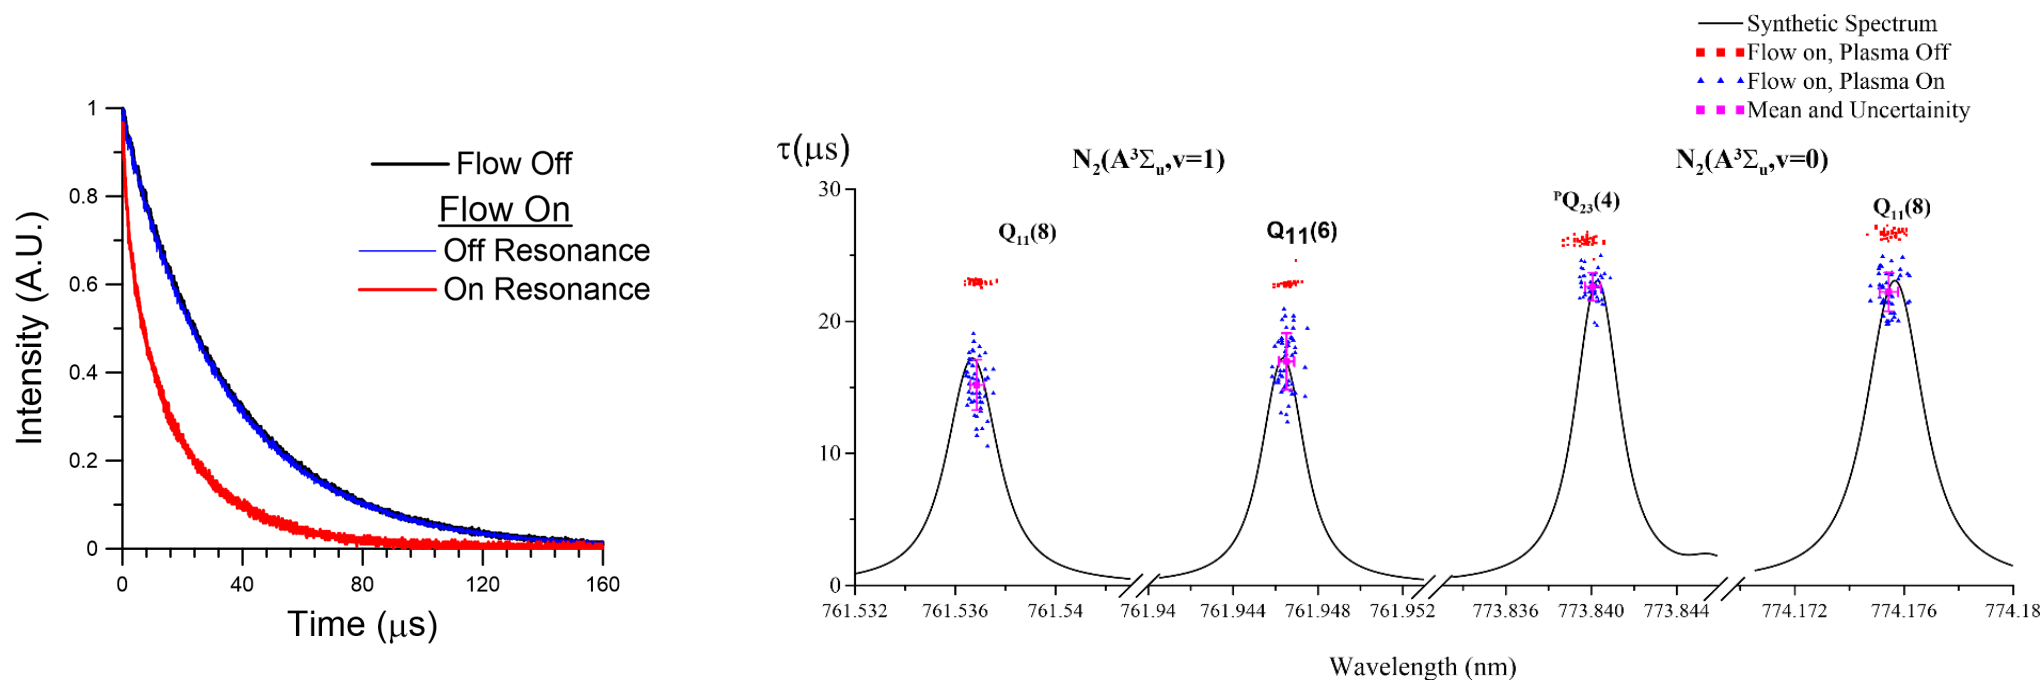 1
0.8
0.6
0.4
0.2
0
Intensity (A.U.)
Flow Off
Flow On
Off Resonance
On Resonance
0 40 80 120 160
Time (μs)
Synthetic Spectrum
Flow on, Plasma Off
Flow on, Plasma On
Mean and Uncertainity
τ(μs)
N₂(A³Σᵤ,v=1) N₂(A³Σᵤ,v=0)
30
20
10
0
Q₁₁(8) Q₁₁(6) ᴾQ₂₃(4) Q₁₁(8)
761.532 761.536 761.54 761.94 761.944 761.948 761.952 773.836 773.840 773.844 774.172 774.176 774.18
Wavelength (nm)